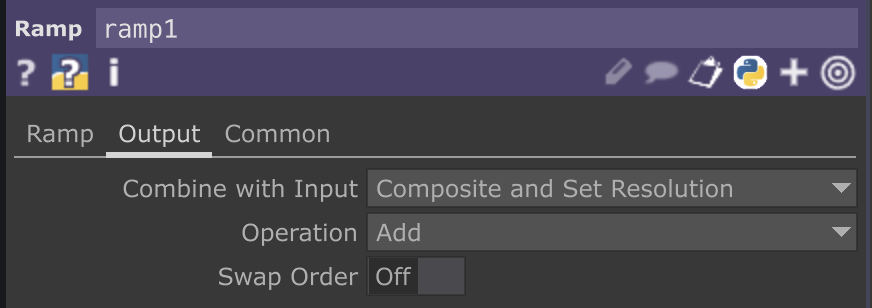 Ramp ramp1
? ? i
Ramp Output Common
Combine with Input Composite and Set Resolution
Operation Add
Swap Order Off